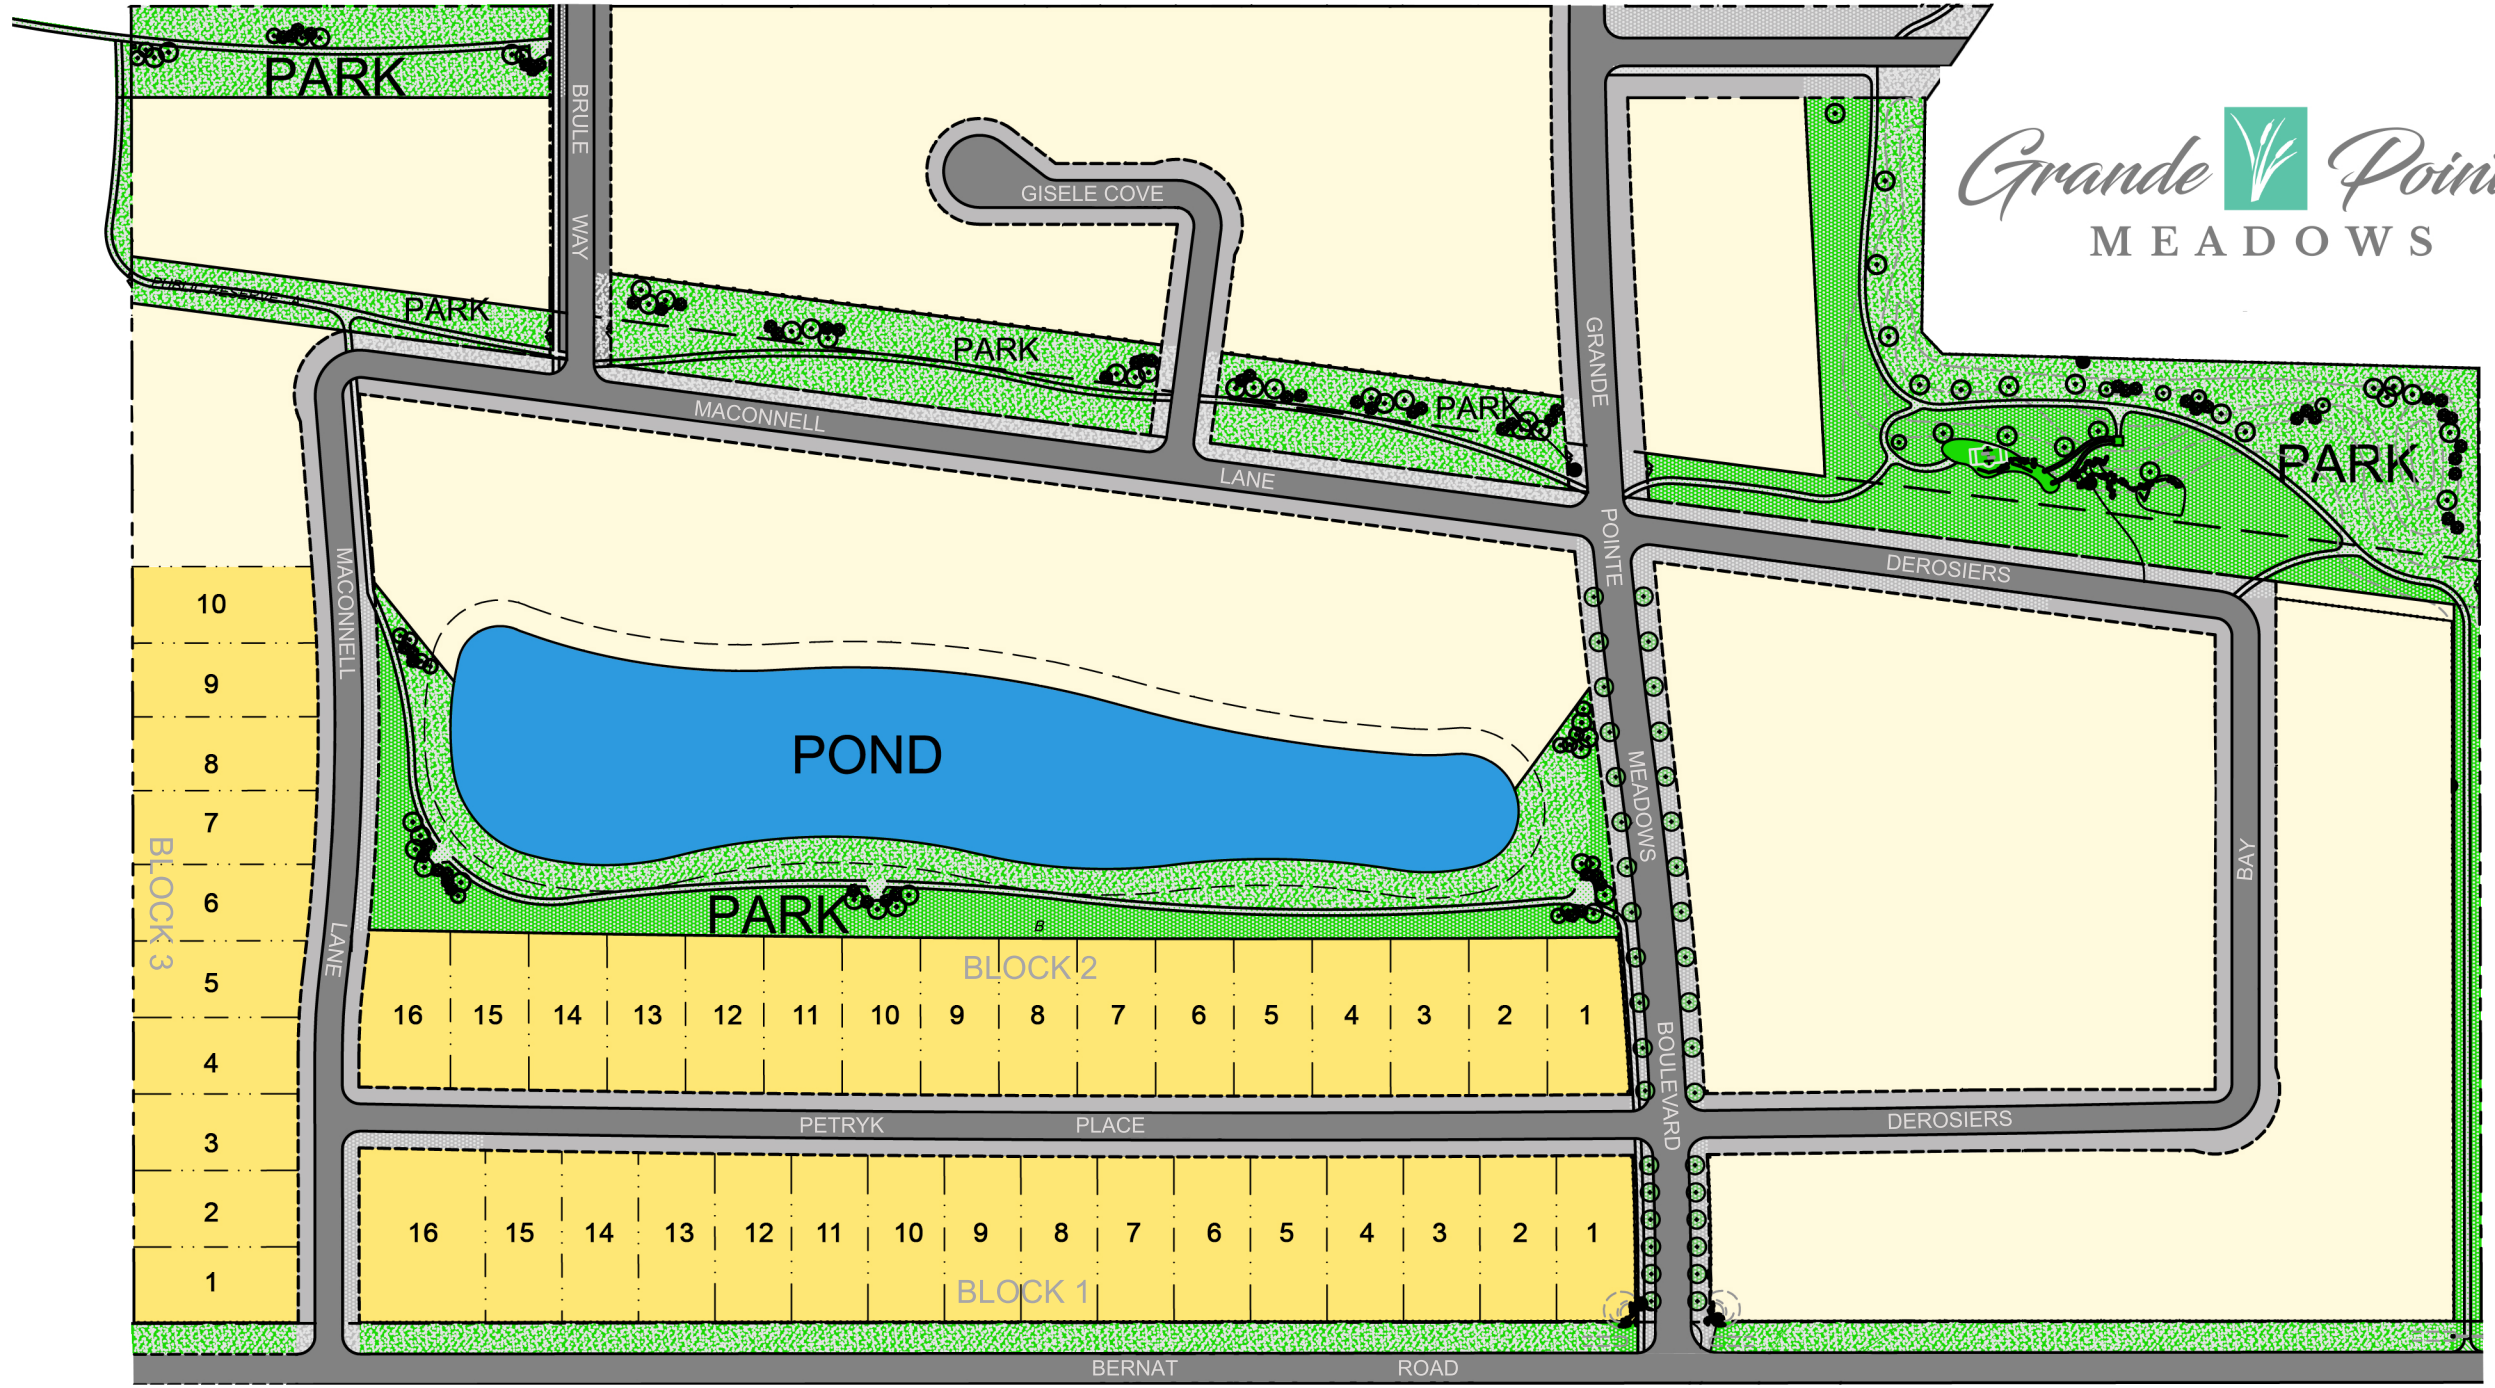 PARK
BRULE
WAY
GISELE COVE
Grande Pointe
MEADOWS
PUBLIC RESERVE A
PARK
PARK
PARK
PARK
GRANDE
POINTE
MEADOWS
BOULEVARD
MACONNELL
LANE
DEROSIERS
BAY
DEROSIERS
MACONNELL
LANE
POND
PARK
B
BLOCK 3
10
9
8
7
6
5
4
3
2
1
BLOCK 2
16 15 14 13 12 11 10 9 8 7 6 5 4 3 2 1
PETRYK PLACE
16 15 14 13 12 11 10 9 8 7 6 5 4 3 2 1
BLOCK 1
BERNAT ROAD